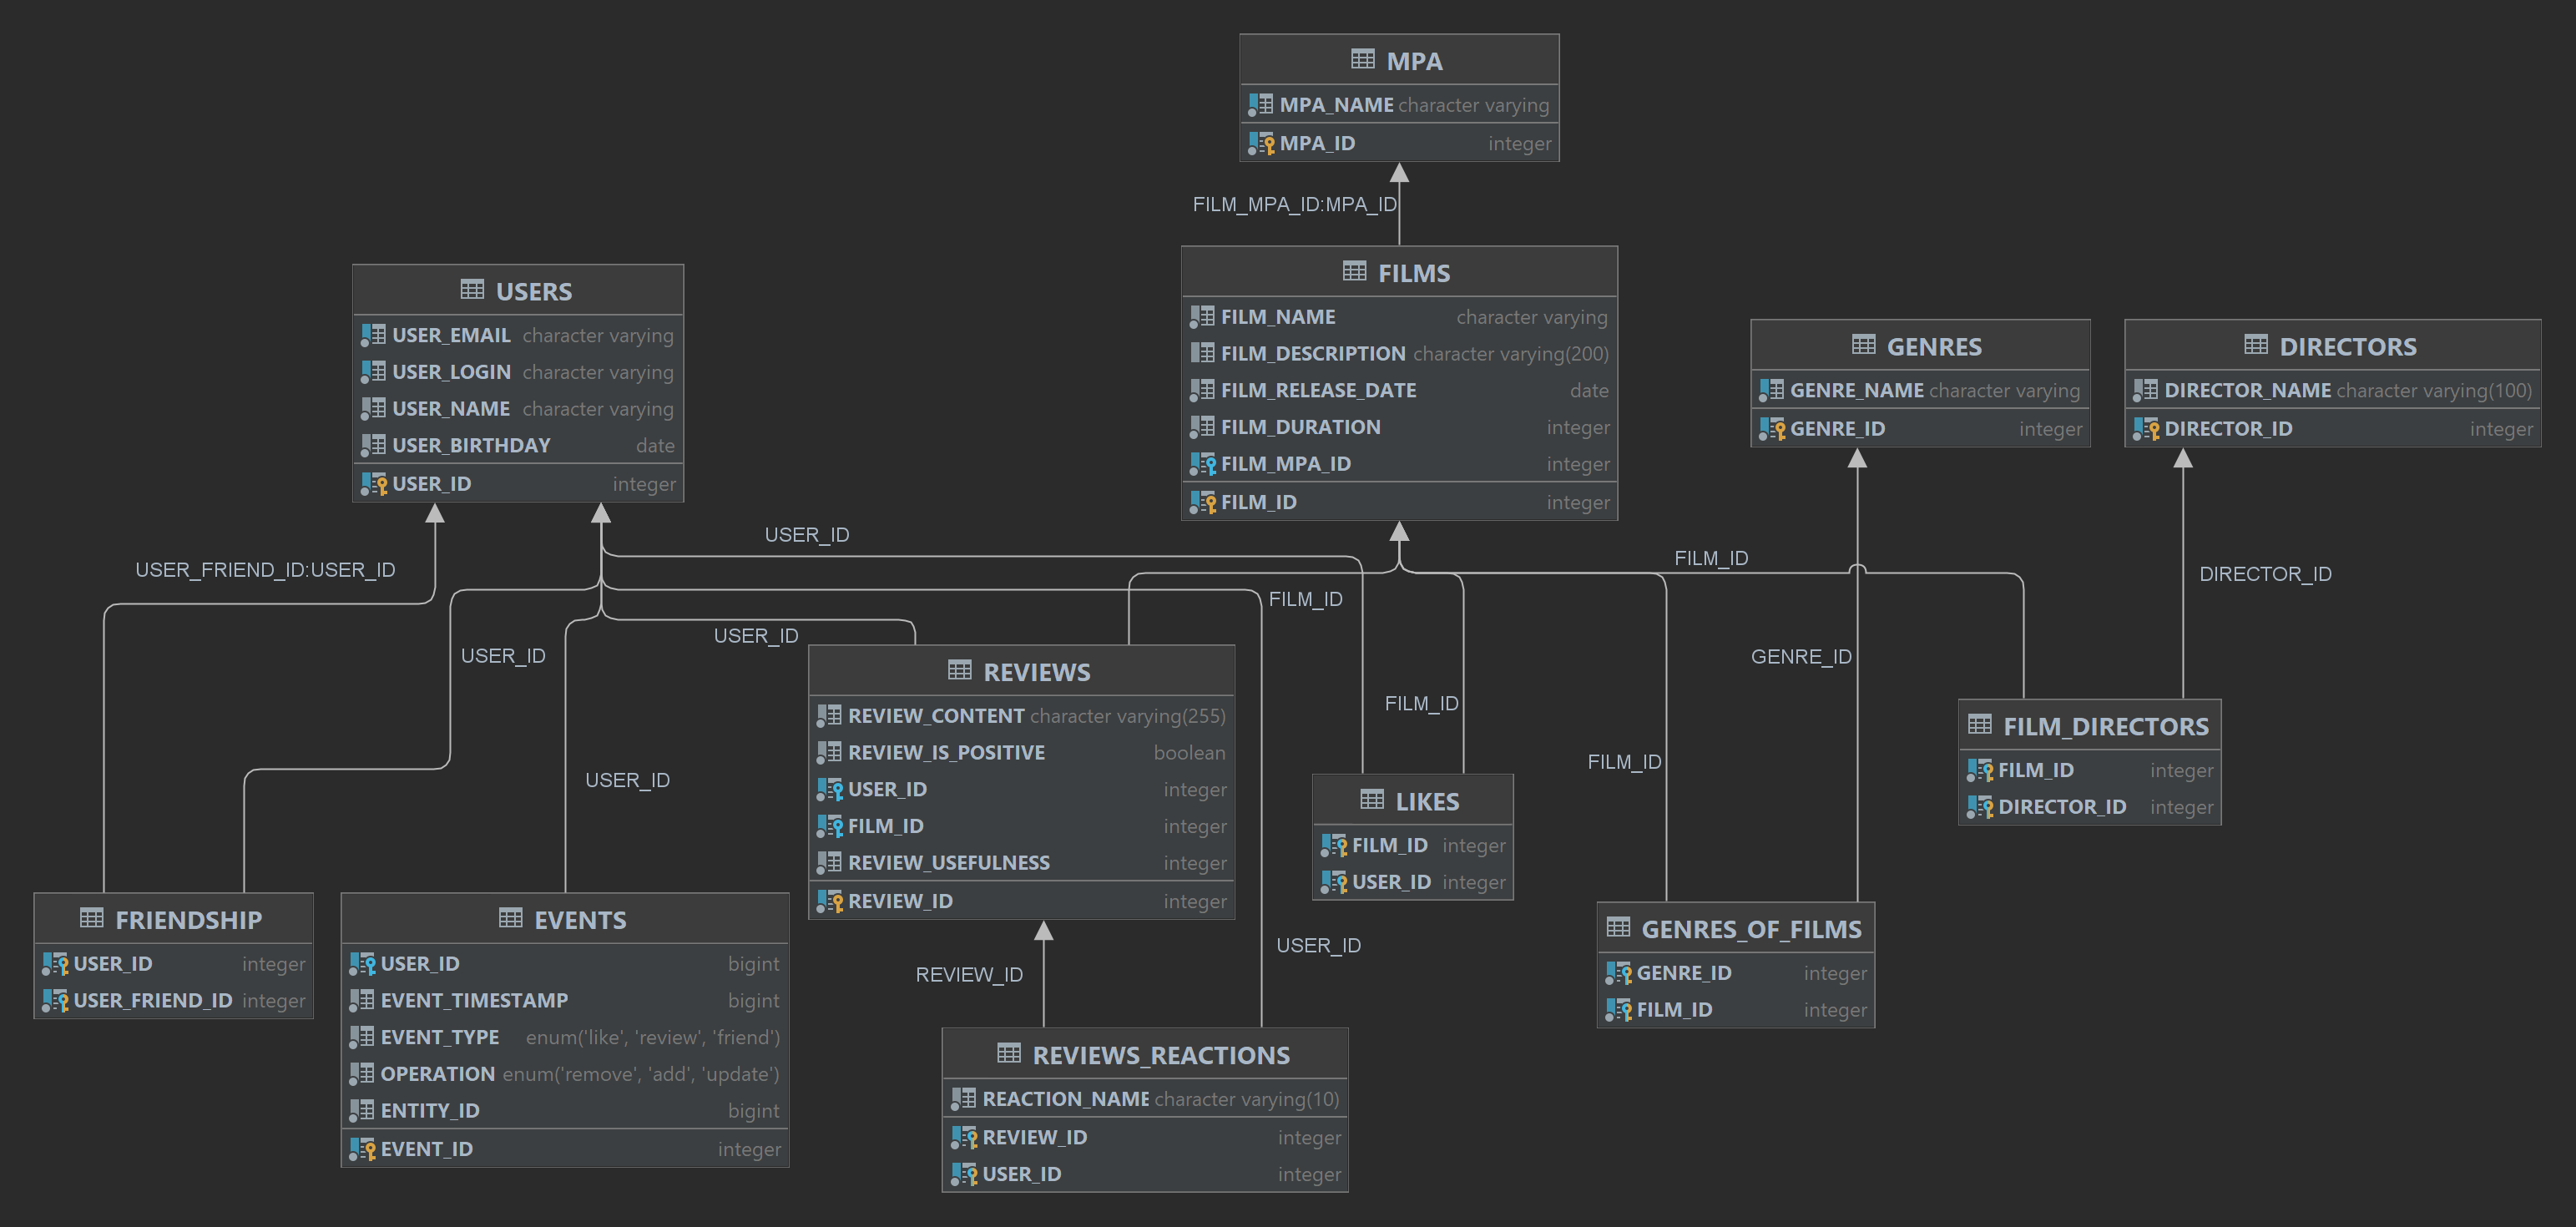 MPA
MPA_NAME character varying
MPA_ID integer
FILM_MPA_ID:MPA_ID
USERS
USER_EMAIL character varying
USER_LOGIN character varying
USER_NAME character varying
USER_BIRTHDAY date
USER_ID integer
FILMS
FILM_NAME character varying
FILM_DESCRIPTION character varying(200)
FILM_RELEASE_DATE date
FILM_DURATION integer
FILM_MPA_ID integer
FILM_ID integer
GENRES
GENRE_NAME character varying
GENRE_ID integer
DIRECTORS
DIRECTOR_NAME character varying(100)
DIRECTOR_ID integer
USER_FRIEND_ID:USER_ID
USER_ID
USER_ID
USER_ID
USER_ID
FILM_ID
FILM_ID
FILM_ID
FILM_ID
GENRE_ID
DIRECTOR_ID
REVIEWS
REVIEW_CONTENT character varying(255)
REVIEW_IS_POSITIVE boolean
USER_ID integer
FILM_ID integer
REVIEW_USEFULNESS integer
REVIEW_ID integer
LIKES
FILM_ID integer
USER_ID integer
FILM_DIRECTORS
FILM_ID integer
DIRECTOR_ID integer
FRIENDSHIP
USER_ID integer
USER_FRIEND_ID integer
EVENTS
USER_ID bigint
EVENT_TIMESTAMP bigint
EVENT_TYPE enum('like', 'review', 'friend')
OPERATION enum('remove', 'add', 'update')
ENTITY_ID bigint
EVENT_ID integer
GENRES_OF_FILMS
GENRE_ID integer
FILM_ID integer
REVIEW_ID
USER_ID
REVIEWS_REACTIONS
REACTION_NAME character varying(10)
REVIEW_ID integer
USER_ID integer